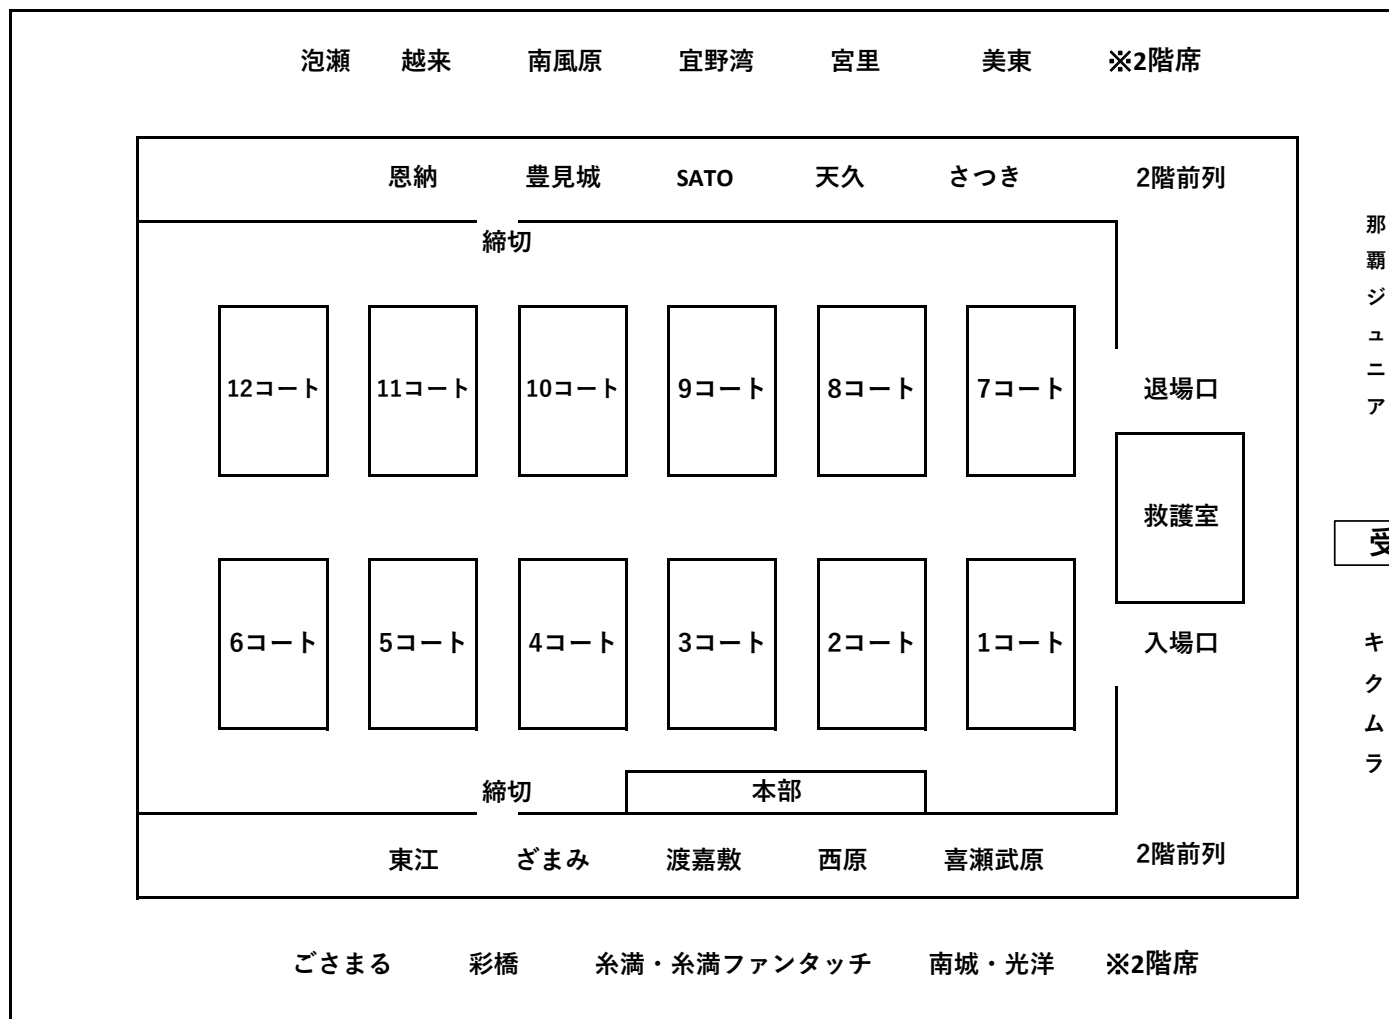 泡瀬 越来 南風原 宜野湾 宮里 美東 ※2階席
恩納 豊見城 SATO 天久 さつき 2階前列
締切
那覇ジュニア
12コート 11コート 10コート 9コート 8コート 7コート 退場口
救護室
6コート 5コート 4コート 3コート 2コート 1コート 入場口
キクムラ
締切 本部
東江 ざまみ 渡嘉敷 西原 喜瀬武原 2階前列
ごさまる 彩橋 糸満・糸満ファンタッチ 南城・光洋 ※2階席